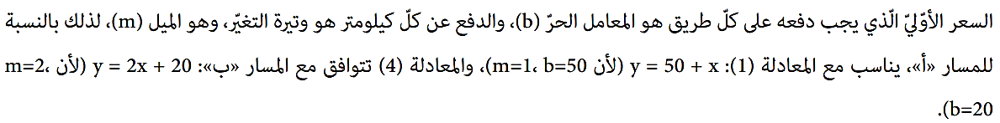 السعر الأوّليّ الّذي يجب دفعه على كلّ طريق هو المعامل الحرّ (b)، والدفع عن كلّ كيلومتر هو وتيرة التغيّر، وهو الميل (m)، لذلك بالنسبة
للمسار «أ»، يناسب مع المعادلة (1): y = 50 + x (لأن m=1، b=50)، والمعادلة (4) تتوافق مع المسار «ب»: y = 2x + 20 (لأن m=2،
b=20).